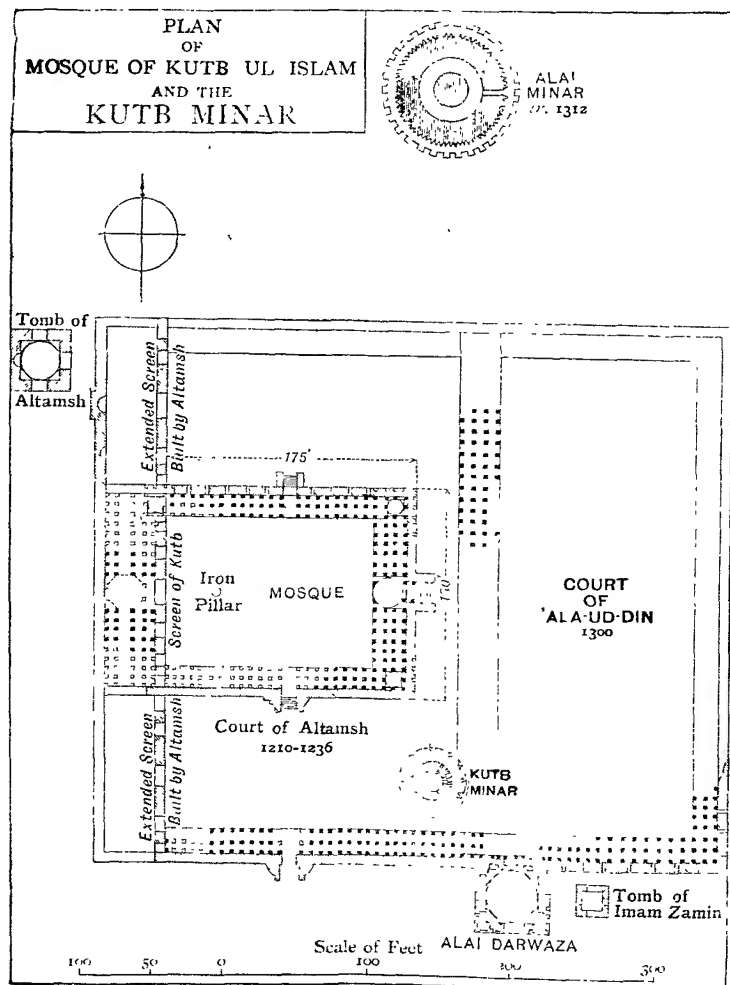 PLAN
OF
MOSQUE OF KUTB UL ISLAM
AND THE
KUTB MINAR
ALAI
MINAR
1312
Tomb of
Altamsh
Extended Screen
Built by Altamsh
175'
Screen of Kutb
Iron
Pillar
MOSQUE
170'
COURT
OF
'ALA-UD-DIN
1300
Court of Altamsh
1210-1236
Extended Screen
Built by Altamsh
KUTB
MINAR
Tomb of
Imam Zamin
ALAI DARWAZA
Scale of Feet
100 50 0 100 200 300